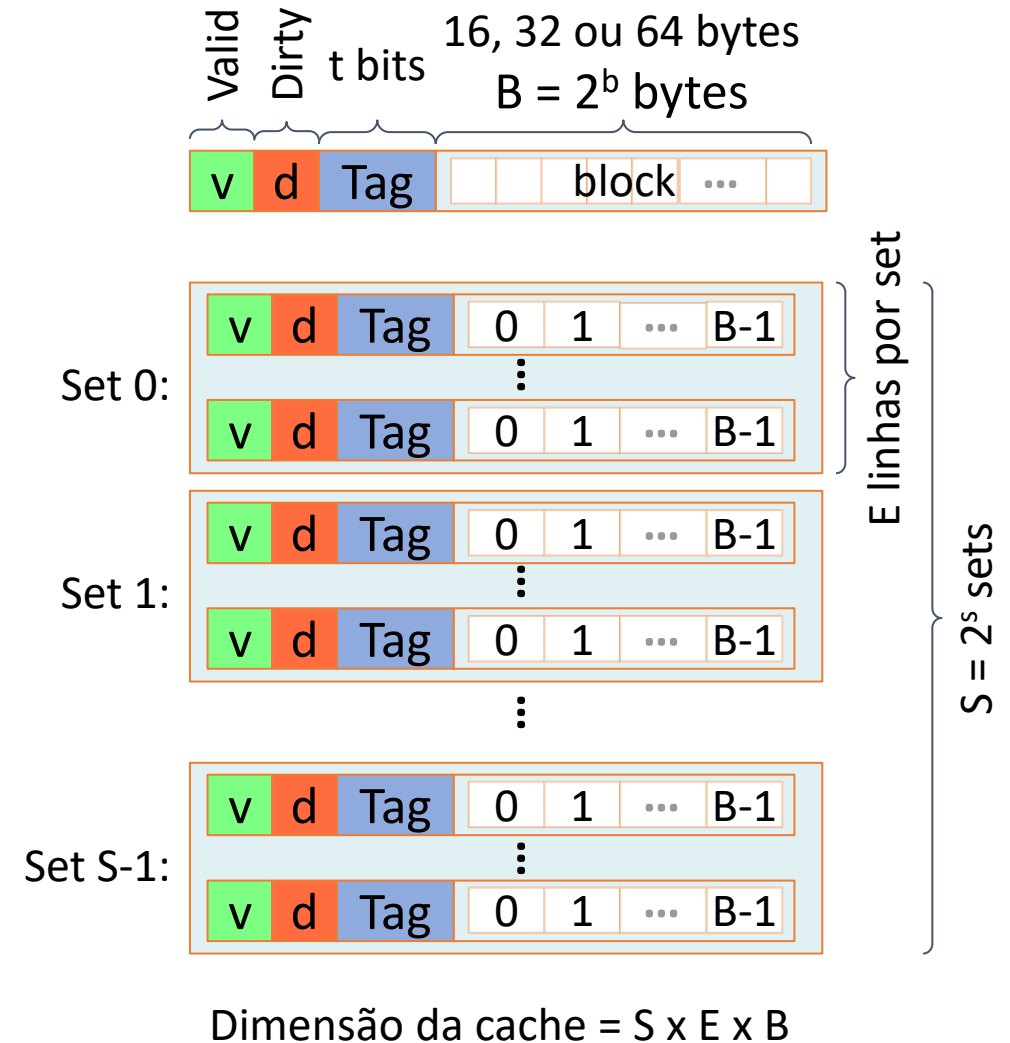 Valid
Dirty
t bits
16, 32 ou 64 bytes
B = 2ᵇ bytes
v d Tag block ...
E linhas por set
S = 2ˢ sets
Set 0:
v d Tag 0 1 ... B-1
⋮
v d Tag 0 1 ... B-1
Set 1:
v d Tag 0 1 ... B-1
⋮
v d Tag 0 1 ... B-1
⋮
Set S-1:
v d Tag 0 1 ... B-1
⋮
v d Tag 0 1 ... B-1
Dimensão da cache = S x E x B